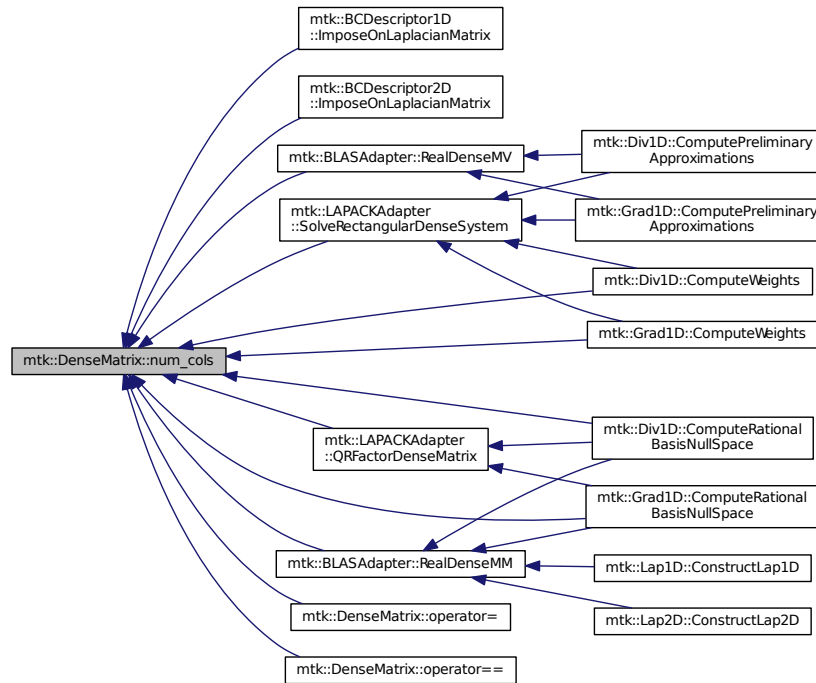 mtk::BCDescriptor1D
::ImposeOnLaplacianMatrix
mtk::BCDescriptor2D
::ImposeOnLaplacianMatrix
mtk::BLASAdapter::RealDenseMV
mtk::Div1D::ComputePreliminary
Approximations
mtk::LAPACKAdapter
::SolveRectangularDenseSystem
mtk::Grad1D::ComputePreliminary
Approximations
mtk::Div1D::ComputeWeights
mtk::Grad1D::ComputeWeights
mtk::DenseMatrix::num_cols
mtk::LAPACKAdapter
::QRFactorDenseMatrix
mtk::Div1D::ComputeRational
BasisNullSpace
mtk::Grad1D::ComputeRational
BasisNullSpace
mtk::BLASAdapter::RealDenseMM
mtk::Lap1D::ConstructLap1D
mtk::DenseMatrix::operator=
mtk::Lap2D::ConstructLap2D
mtk::DenseMatrix::operator==